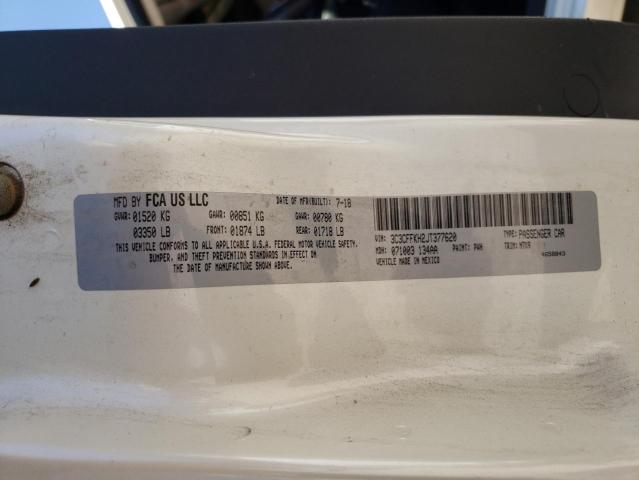 MFD BY FCA US LLC DATE OF MFR(BUILT): 7-18
GVWR: 01520 KG GAWR: 00851 KG GAWR: 00780 KG
03350 LB FRONT: 01874 LB REAR: 01718 LB
THIS VEHICLE CONFORMS TO ALL APPLICABLE U.S.A. FEDERAL MOTOR VEHICLE SAFETY,
BUMPER, AND THEFT PREVENTION STANDARDS IN EFFECT ON
THE DATE OF MANUFACTURE SHOWN ABOVE.
VIN: 3C3CFFKH2JT377620 TYPE: PASSENGER CAR
MDH: 071003 134AA PAINT: PWN TRIM: MTX9
VEHICLE MADE IN MEXICO 4658043